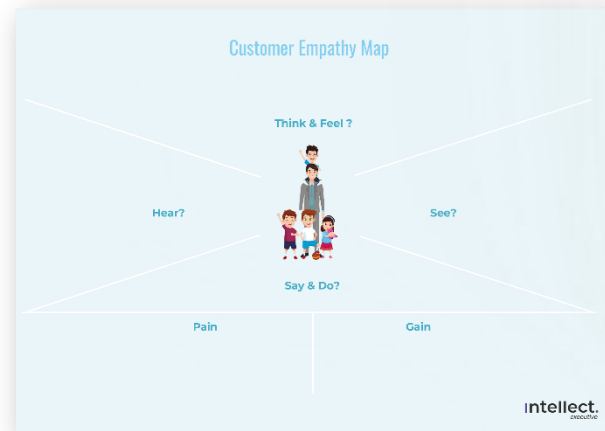 Customer Empathy Map
Think & Feel ?
Hear?
See?
Say & Do?
Pain
Gain
intellect.
executive